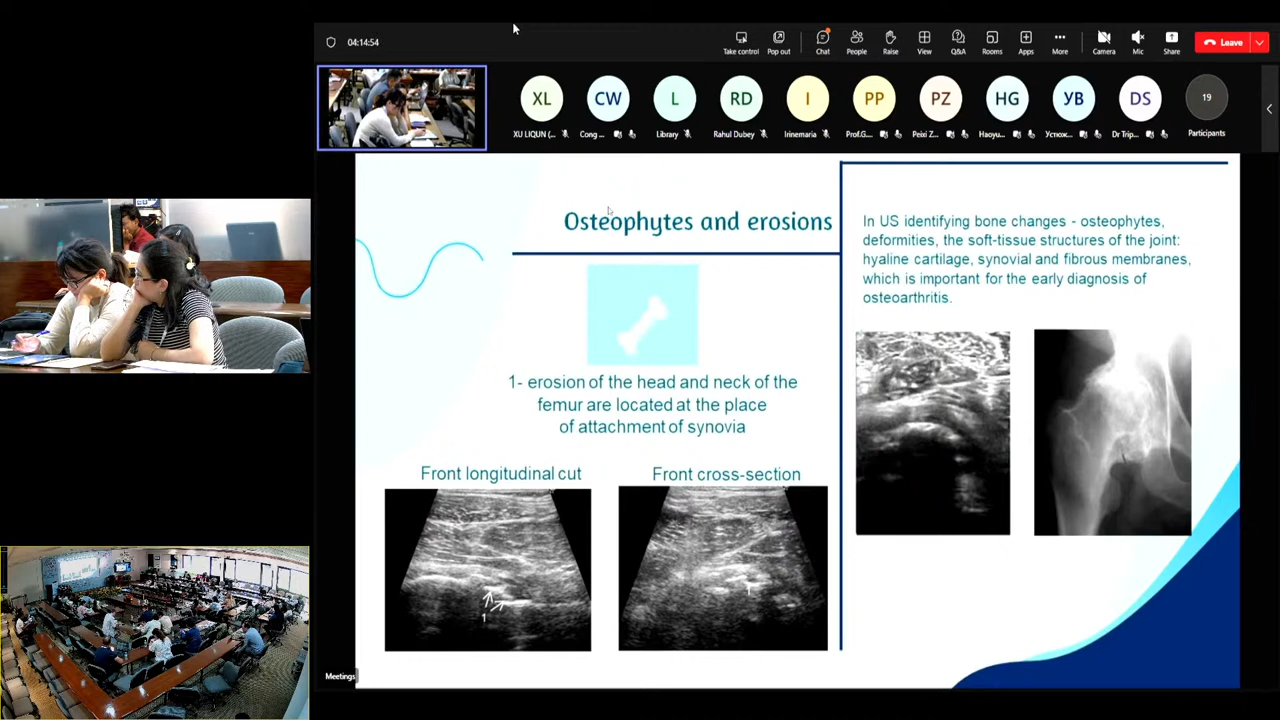 04:14:54
Take control
Pop out
Chat
People
Raise
View
Q&A
Rooms
Apps
More
Camera
Mic
Share
Leave
XL
CW
L
RD
I
PP
PZ
HG
УВ
DS
19
XU LIQUN (...
Cong ...
Library
Rahul Dubey
Irinemaria
Prof.G...
Peixi Z...
Haoyu...
Устюж...
Dr Trip...
Participants
Osteophytes and erosions
1- erosion of the head and neck of the
femur are located at the place
of attachment of synovia
Front longitudinal cut
Front cross-section
1
1
In US identifying bone changes - osteophytes,
deformities, the soft-tissue structures of the joint:
hyaline cartilage, synovial and fibrous membranes,
which is important for the early diagnosis of
osteoarthritis.
Meetings